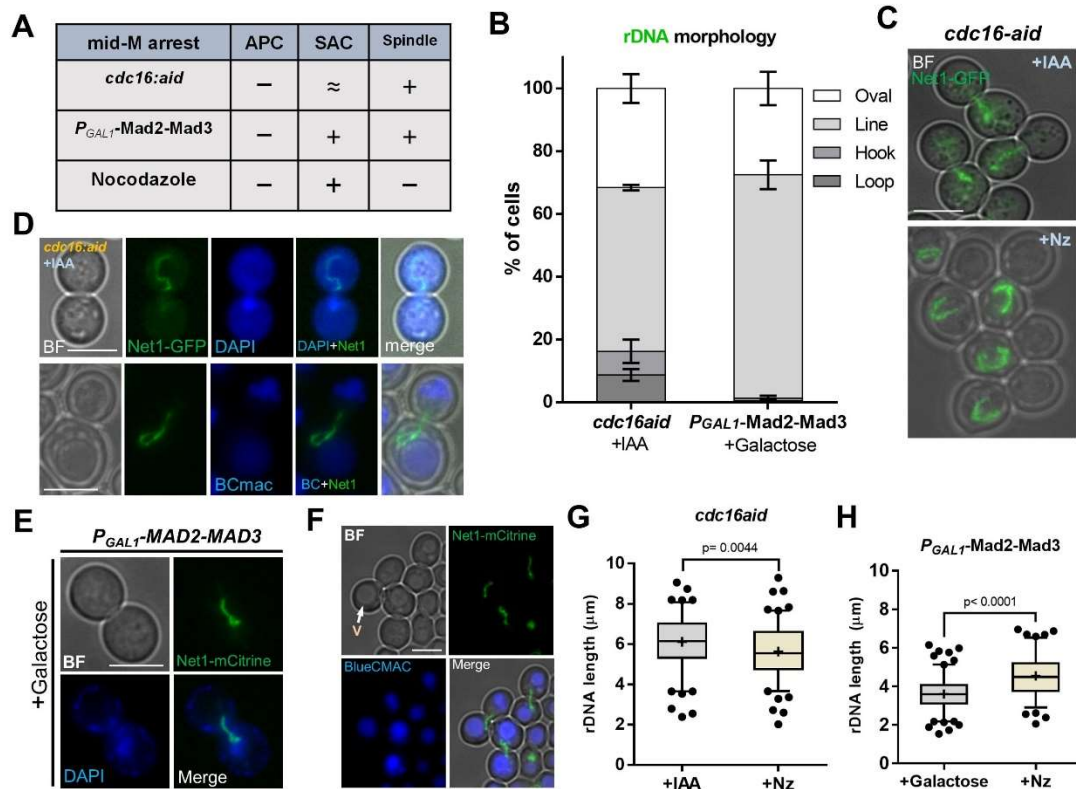 A
mid-M arrest APC SAC Spindle
cdc16:aid − ≈ +
PGAL1-Mad2-Mad3 − + +
Nocodazole − + −
B
rDNA morphology
% of cells
100
80
60
40
20
0
Oval
Line
Hook
Loop
cdc16aid
+IAA
PGAL1-Mad2-Mad3
+Galactose
C
cdc16-aid
BF
+IAA
Net1-GFP
+Nz
D
cdc16:aid
+IAA
BF
Net1-GFP
DAPI
DAPI+Net1
merge
BCmac
BC+Net1
E
PGAL1-MAD2-MAD3
+Galactose
BF
Net1-mCitrine
DAPI
Merge
F
BF
Net1-mCitrine
V
BlueCMAC
Merge
G
cdc16aid
p= 0.0044
rDNA length (μm)
10
8
6
4
2
0
+IAA
+Nz
H
PGAL1-Mad2-Mad3
p< 0.0001
rDNA length (μm)
10
8
6
4
2
0
+Galactose
+Nz